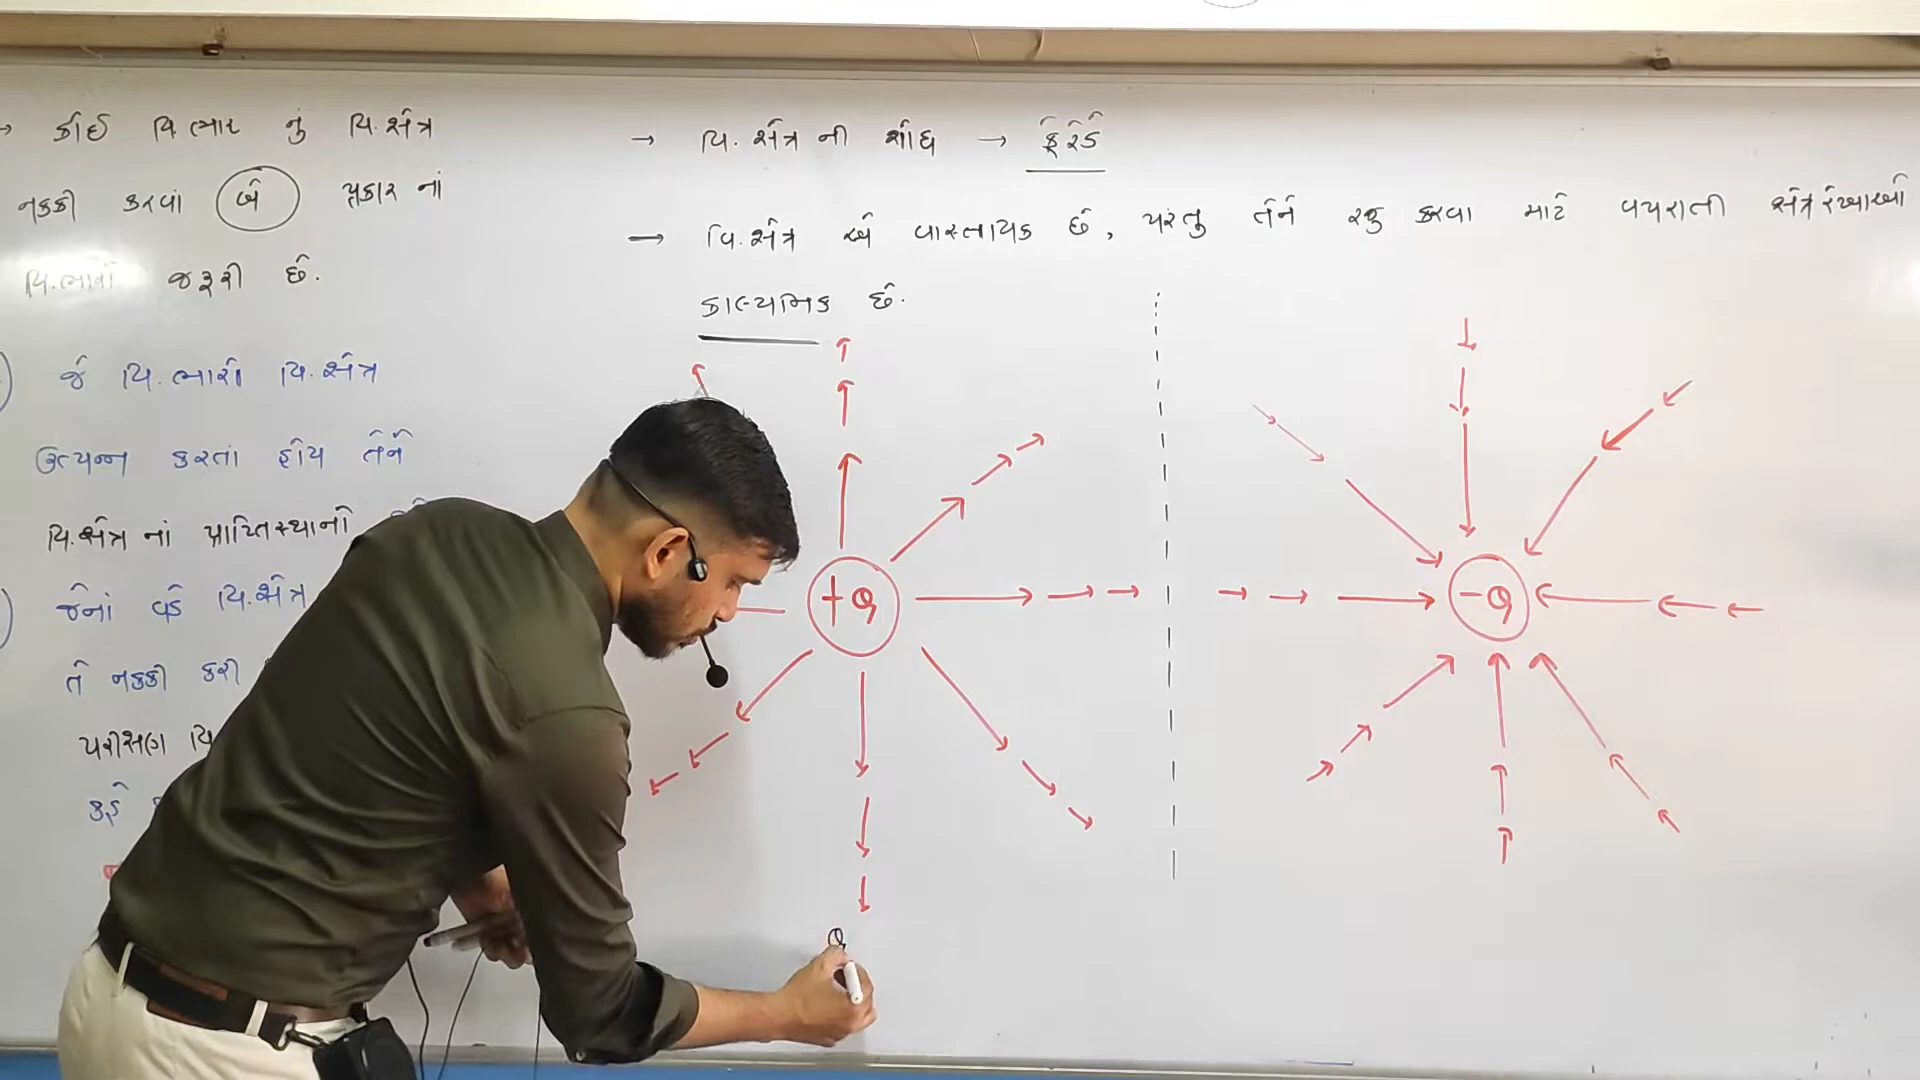 → કોઈ વિ.ભાર નું વિ.ક્ષેત્ર
નક્કી કરવાં બે પ્રકાર નાં
વિ.ભારો જરૂરી છે.
જે વિ.ભારો વિ.ક્ષેત્ર
ઉત્પન્ન કરતાં હોય તેને
વિ.ક્ષેત્ર નાં પ્રાપ્તિસ્થાનો
જેનાં વડે વિ.ક્ષેત્ર
તે નક્કી કરી
પરીક્ષણ વિ
કહે
→ વિ.ક્ષેત્ર ની શોધ → ફેરેડે
→ વિ.ક્ષેત્ર એ વાસ્તવિક છે, પરંતુ તેને રજુ કરવા માટે વપરાતી ક્ષેત્રરેખાઓ
કાલ્પનિક છે.
+Q
-Q
Q